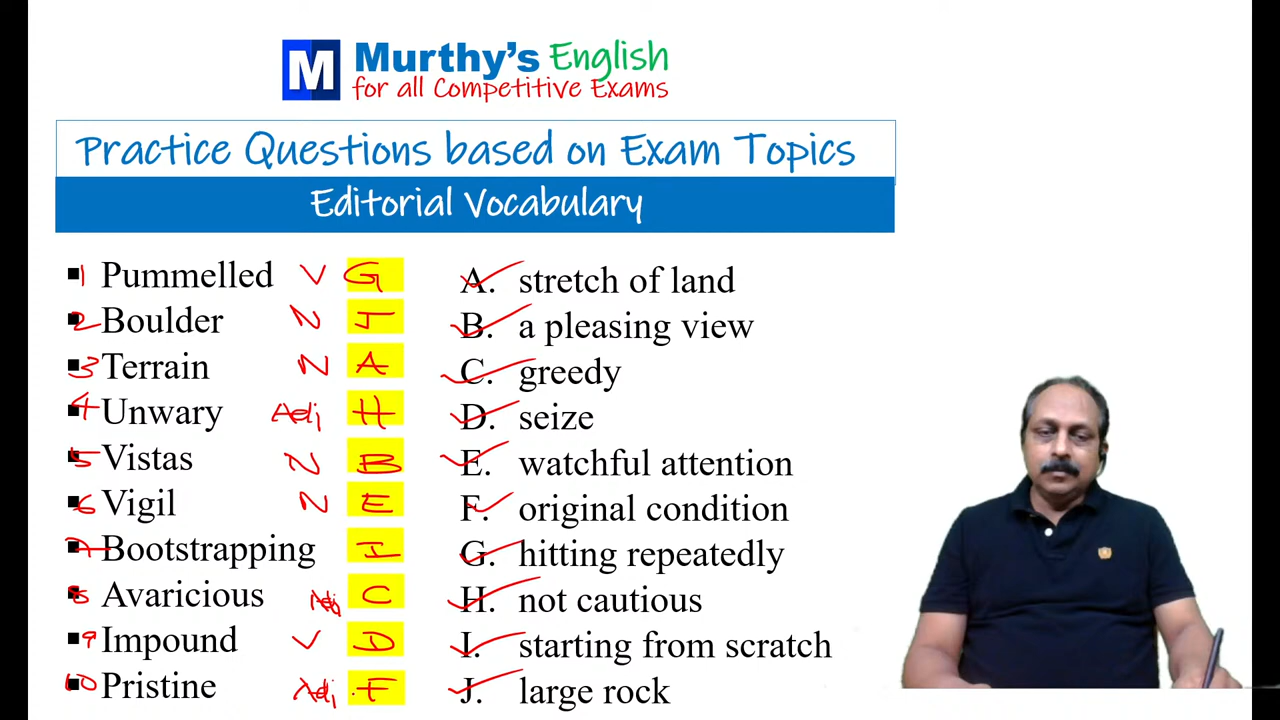 M Murthy's English
for all Competitive Exams
Practice Questions based on Exam Topics
Editorial Vocabulary
1 Pummelled V G A. stretch of land
2 Boulder N J B. a pleasing view
3 Terrain N A C. greedy
4 Unwary Adj H D. seize
5 Vistas N B E. watchful attention
6 Vigil N E F. original condition
7 Bootstrapping I G. hitting repeatedly
8 Avaricious Adj C H. not cautious
9 Impound V D I. starting from scratch
10 Pristine Adj F J. large rock